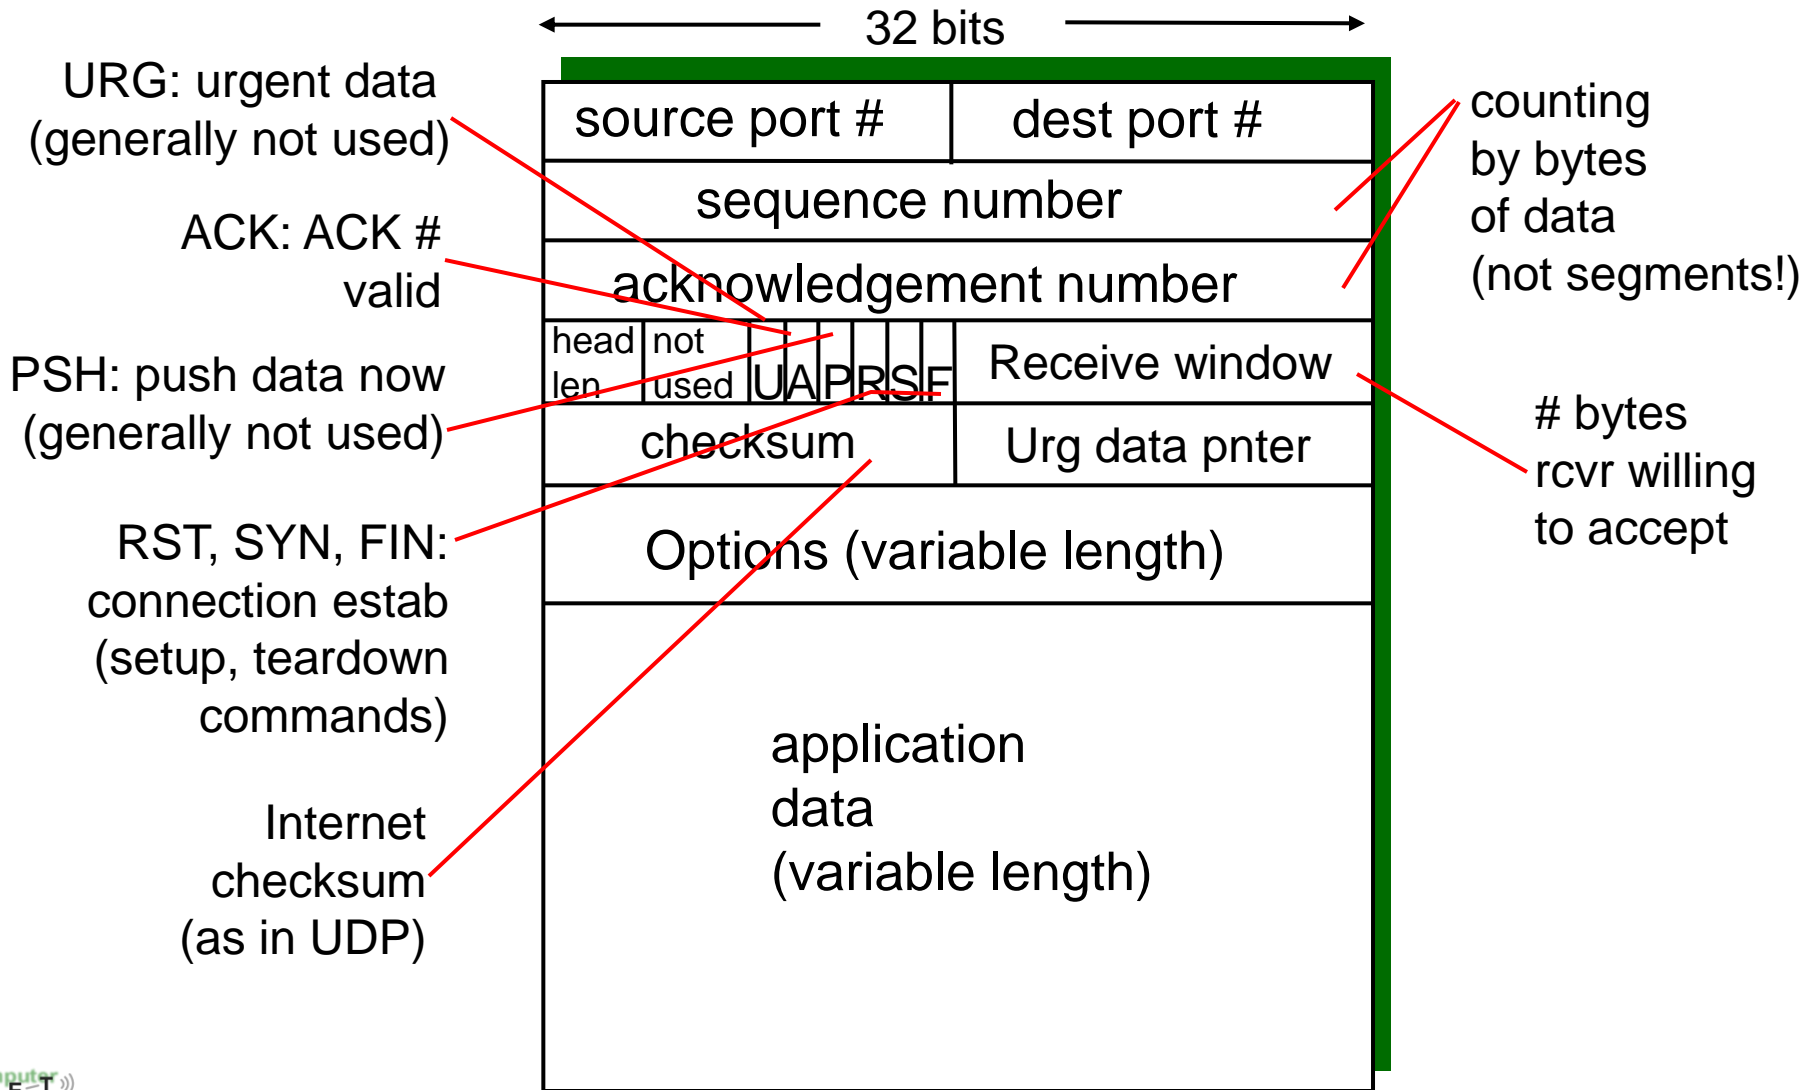 32 bits
URG: urgent data
(generally not used)
ACK: ACK #
valid
PSH: push data now
(generally not used)
RST, SYN, FIN:
connection estab
(setup, teardown
commands)
Internet
checksum
(as in UDP)
source port #
dest port #
sequence number
acknowledgement number
head
len
not
used
U
A
P
R
S
F
Receive window
checksum
Urg data pnter
Options (variable length)
application
data
(variable length)
counting
by bytes
of data
(not segments!)
# bytes
rcvr willing
to accept